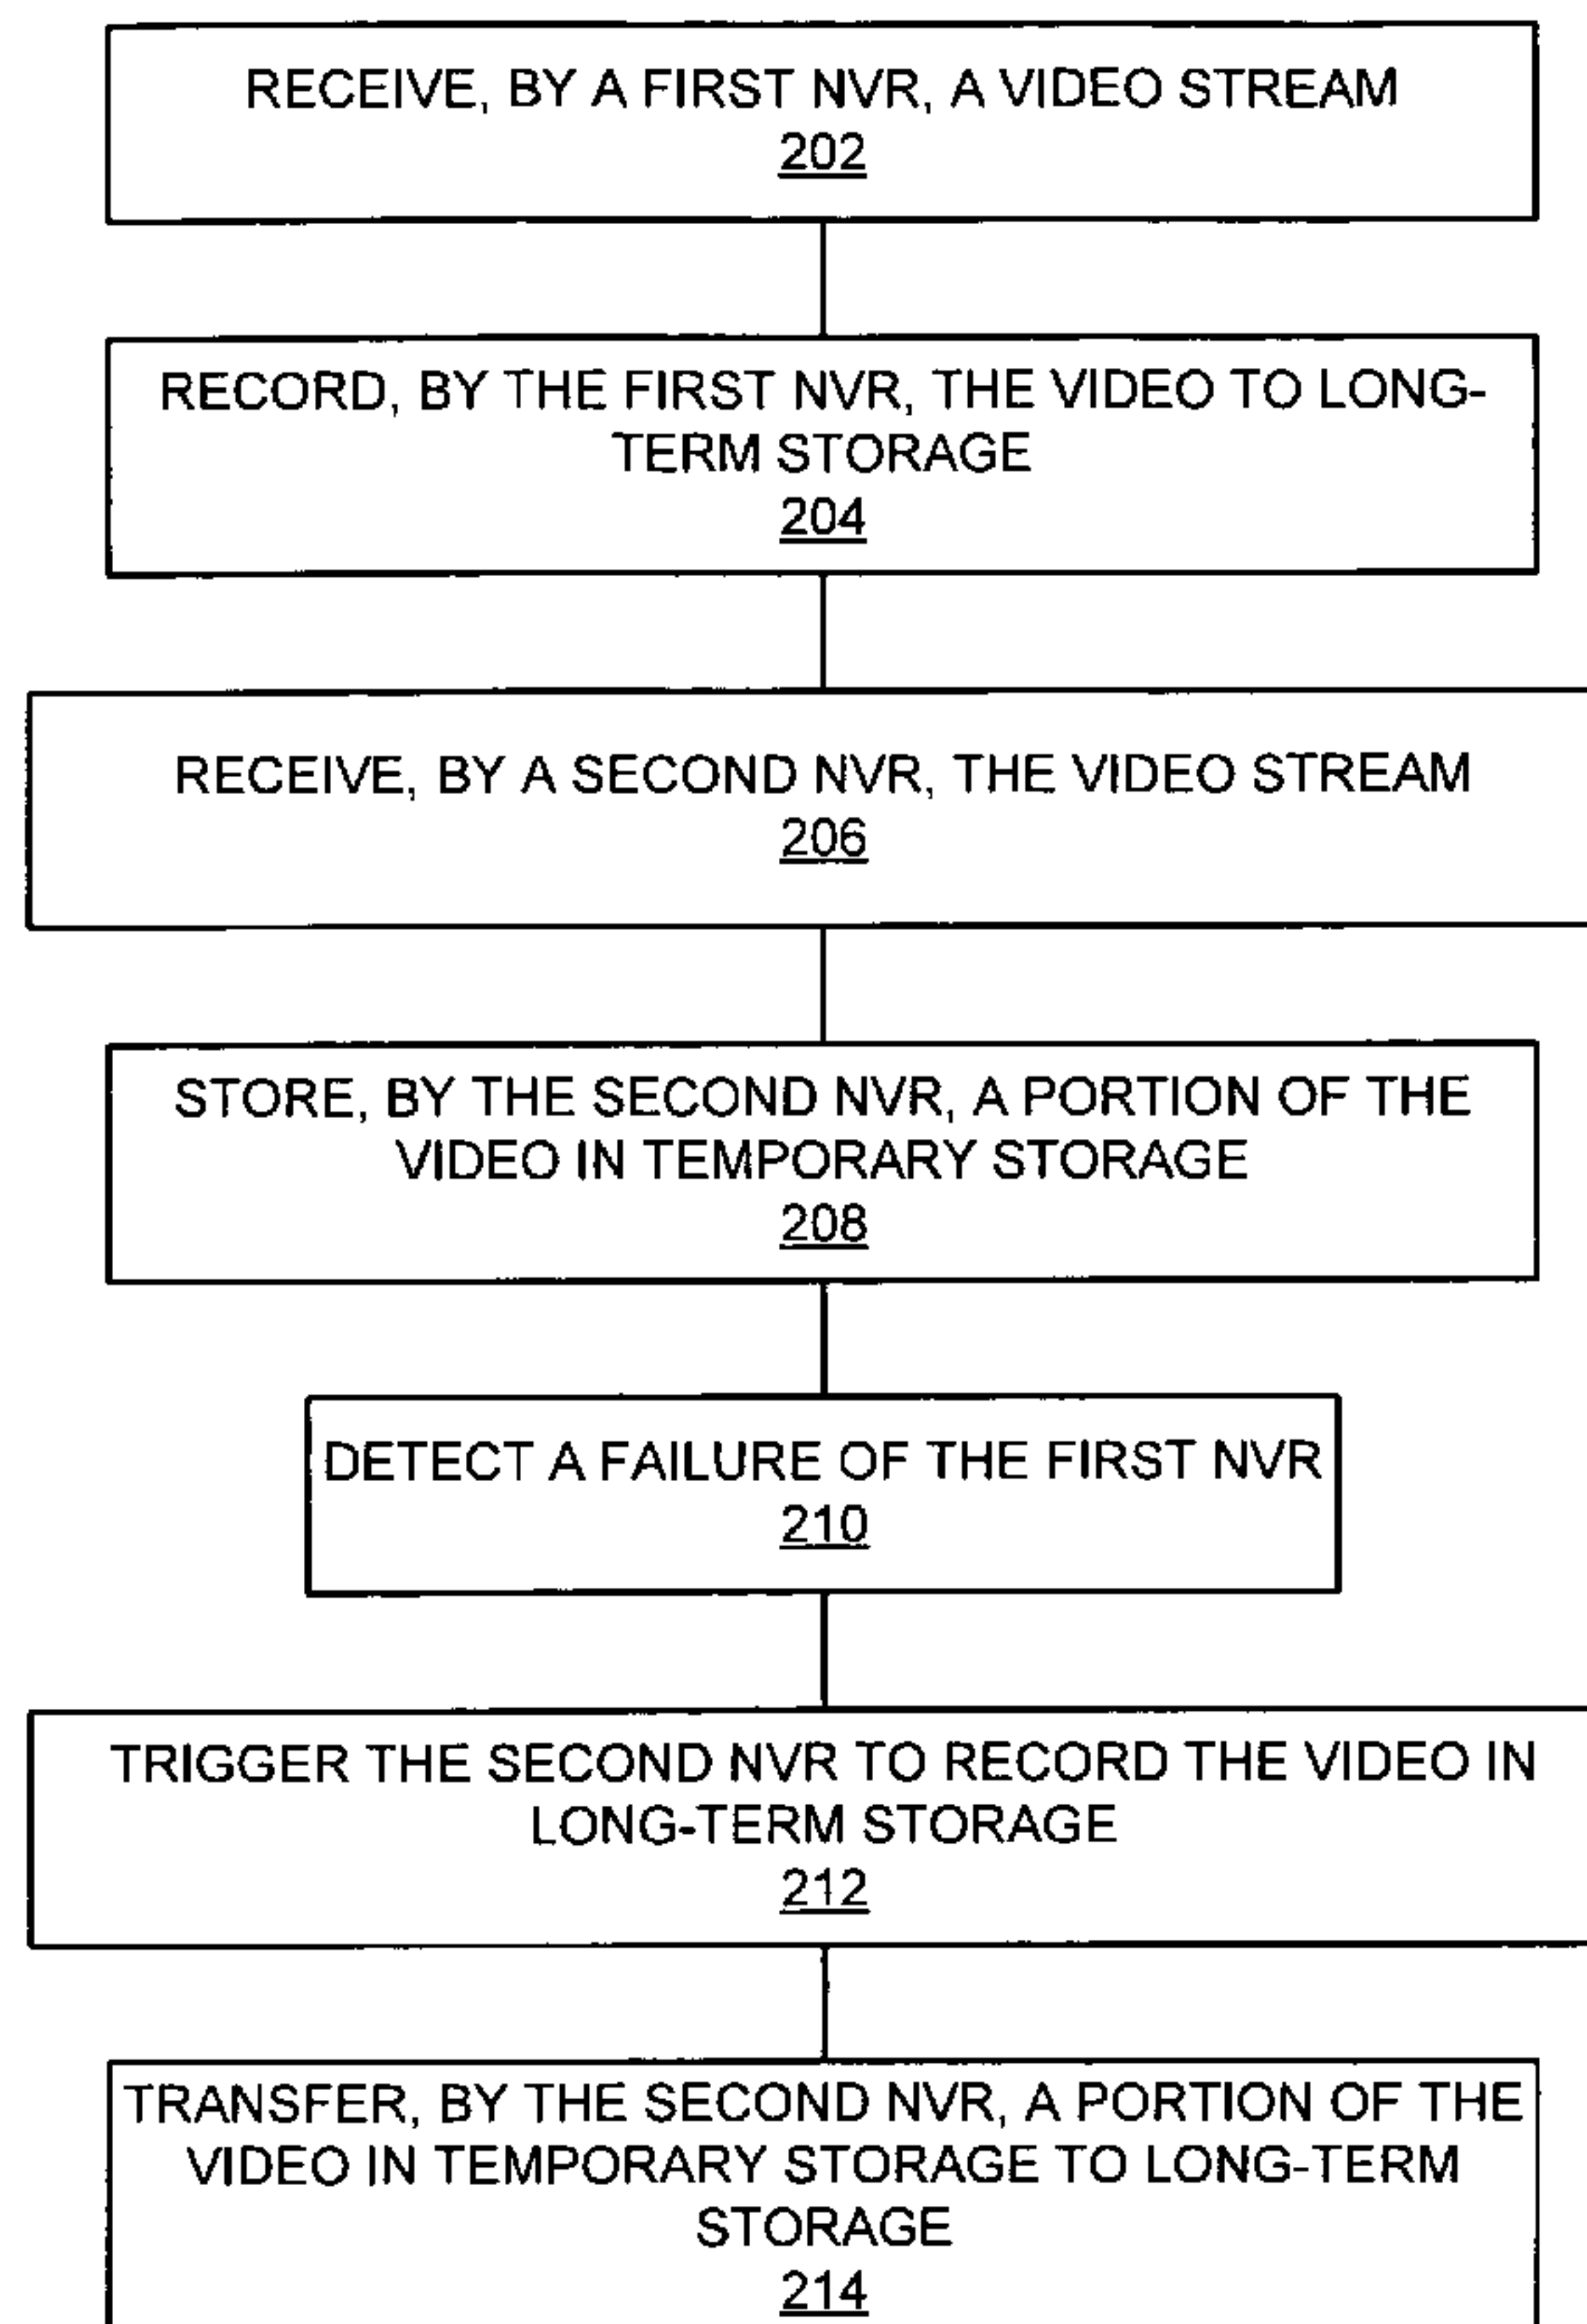 RECEIVE, BY A FIRST NVR, A VIDEO STREAM
202
RECORD, BY THE FIRST NVR, THE VIDEO TO LONG-
TERM STORAGE
204
RECEIVE, BY A SECOND NVR, THE VIDEO STREAM
206
STORE, BY THE SECOND NVR, A PORTION OF THE
VIDEO IN TEMPORARY STORAGE
208
DETECT A FAILURE OF THE FIRST NVR
210
TRIGGER THE SECOND NVR TO RECORD THE VIDEO IN
LONG-TERM STORAGE
212
TRANSFER, BY THE SECOND NVR, A PORTION OF THE
VIDEO IN TEMPORARY STORAGE TO LONG-TERM
STORAGE
214